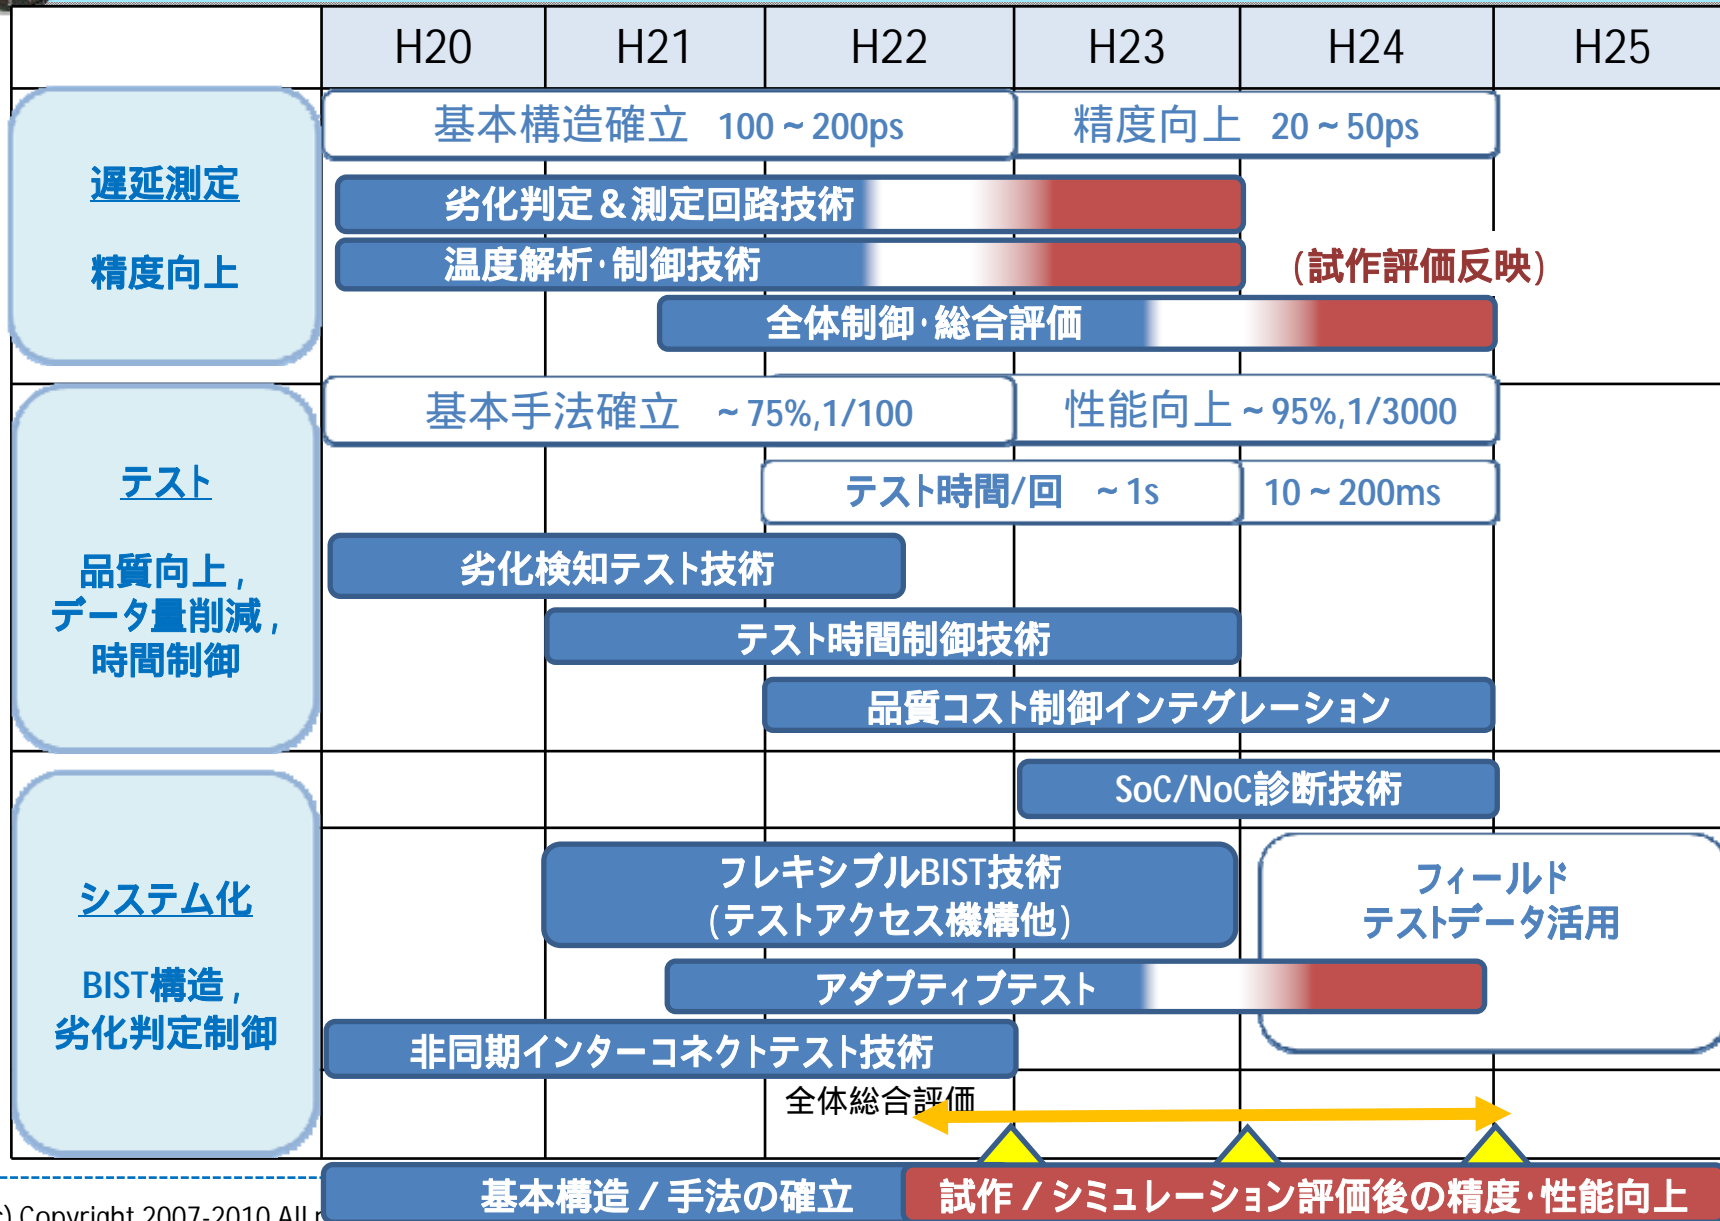 H20 H21 H22 H23 H24 H25
遅延測定
精度向上
基本構造確立 100~200ps
精度向上 20~50ps
劣化判定&測定回路技術
温度解析・制御技術
(試作評価反映)
全体制御・総合評価
テスト
品質向上,
データ量削減,
時間制御
基本手法確立 ~75%,1/100
性能向上~95%,1/3000
テスト時間/回 ~1s
10~200ms
劣化検知テスト技術
テスト時間制御技術
品質コスト制御インテグレーション
システム化
BIST構造,
劣化判定制御
SoC/NoC診断技術
フレキシブルBIST技術
(テストアクセス機構他)
フィールド
テストデータ活用
アダプティブテスト
非同期インターコネクトテスト技術
全体総合評価
基本構造/手法の確立
試作/シミュレーション評価後の精度・性能向上
) Copyright 2007-2010 All